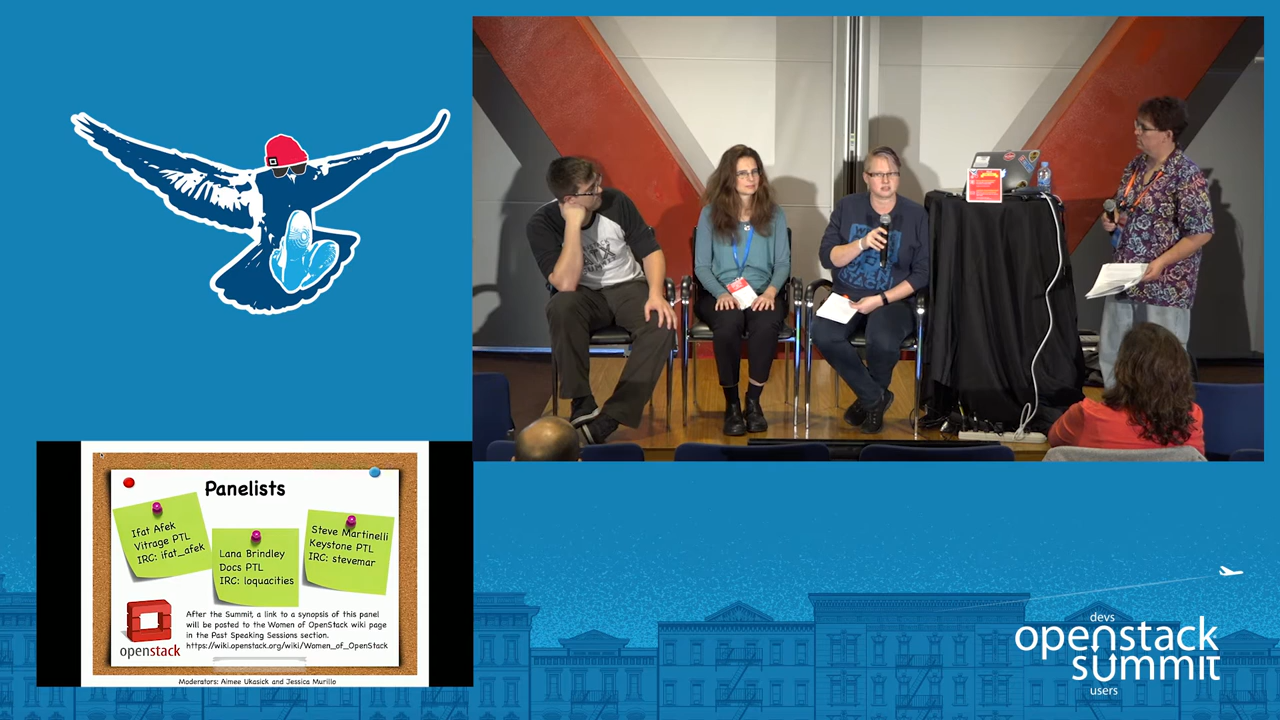 Panelists
Ifat Afek
Vitrage PTL
IRC: ifat_afek
Lana Brindley
Docs PTL
IRC: loquacities
Steve Martinelli
Keystone PTL
IRC: stevemar
After the Summit, a link to a synopsis of this panel
will be posted to the Women of OpenStack wiki page
in the Past Speaking Sessions section.
https://wiki.openstack.org/wiki/Women_of_OpenStack
openstack
Moderators: Aimee Ukasick and Jessica Murillo
devs
openstack
summit
users